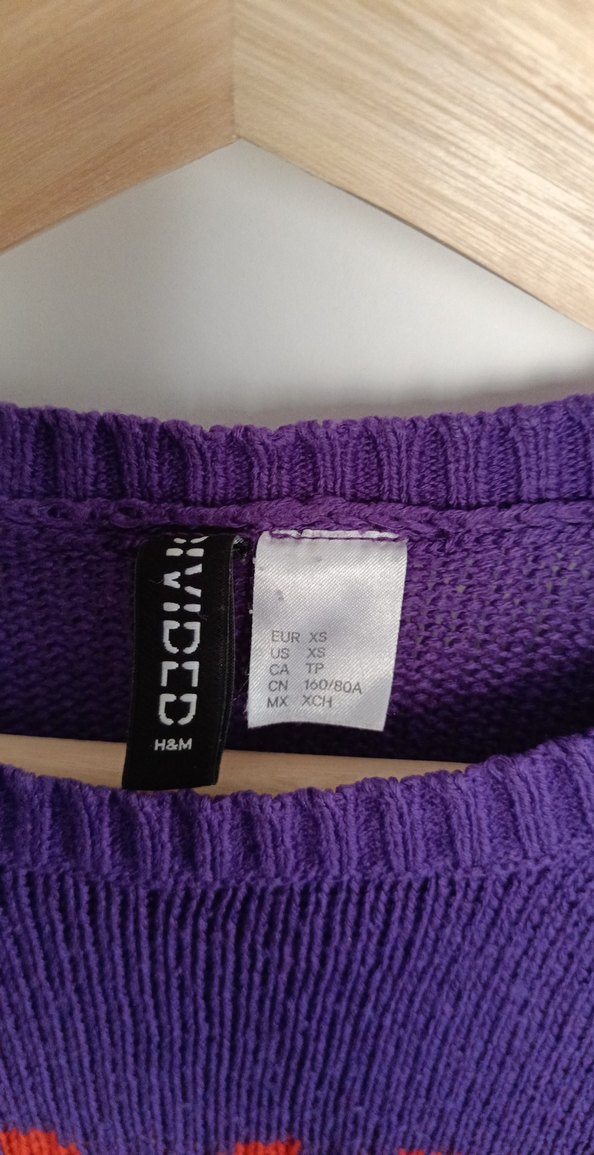 DIVIDED
H&M
EUR XS
US XS
CA TP
CN 160/80A
MX XCH